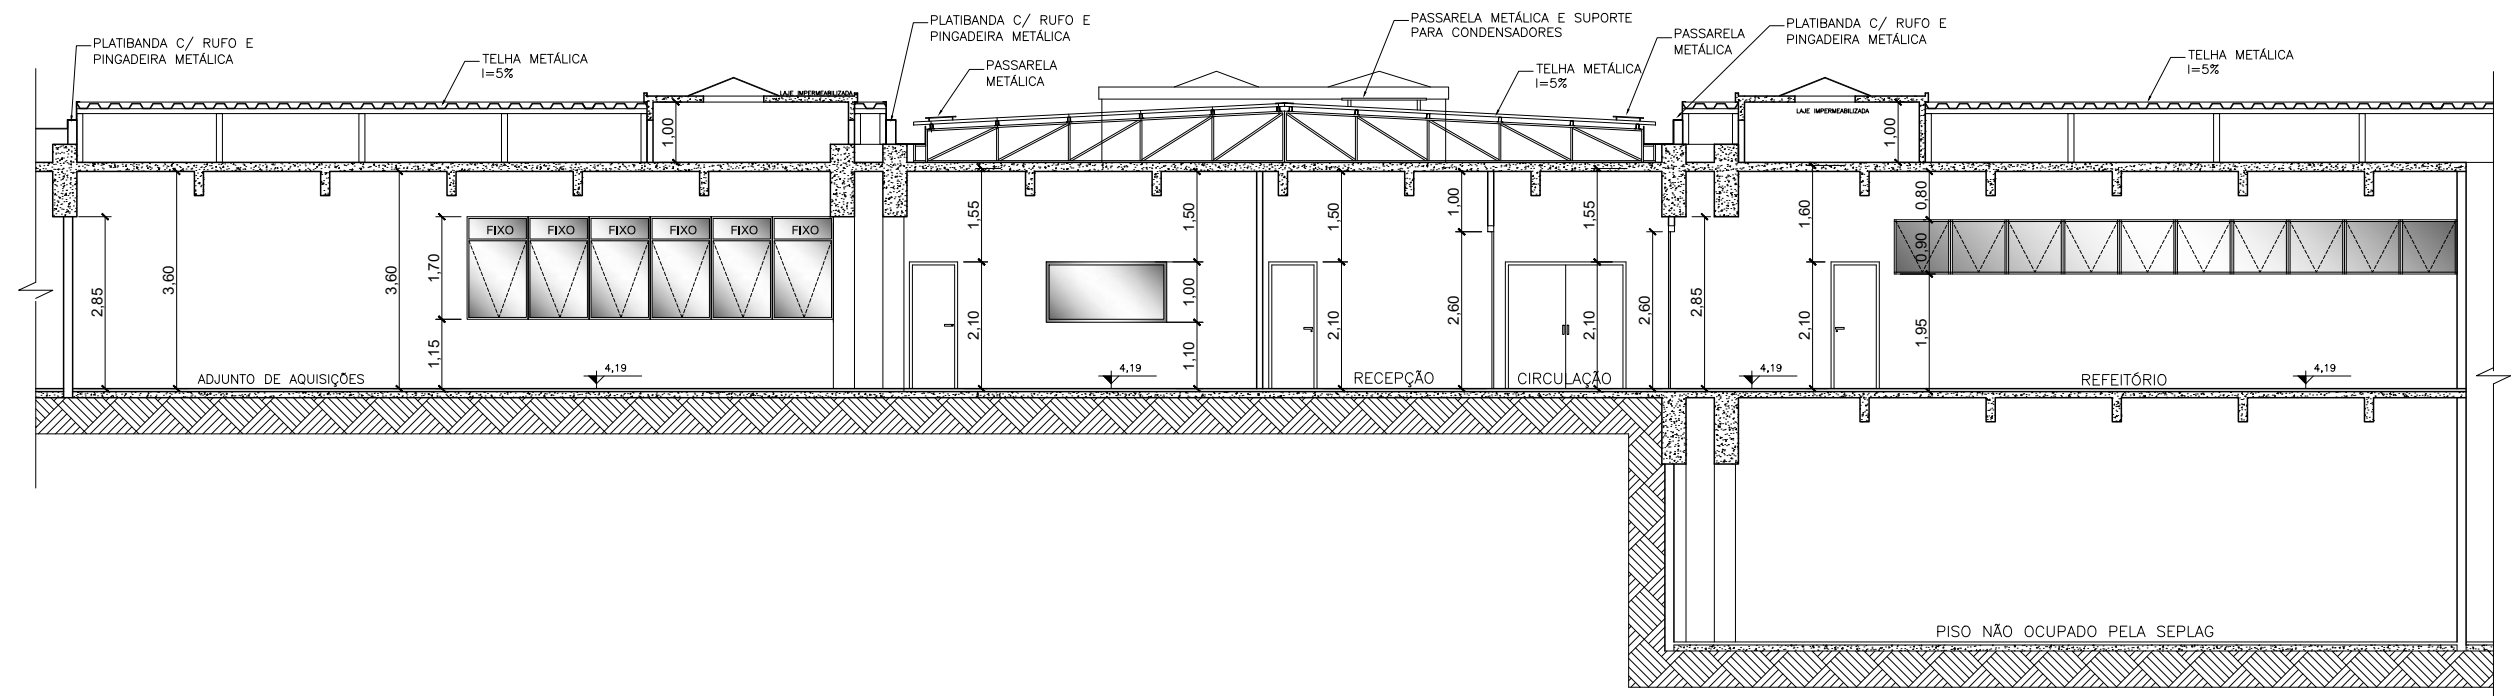 PLATIBANDA C/ RUFO E
PINGADEIRA METÁLICA
TELHA METÁLICA
I=5%
PLATIBANDA C/ RUFO E
PINGADEIRA METÁLICA
PASSARELA
METÁLICA
PASSARELA METÁLICA E SUPORTE
PARA CONDENSADORES
TELHA METÁLICA
I=5%
PASSARELA
METÁLICA
PLATIBANDA C/ RUFO E
PINGADEIRA METÁLICA
TELHA METÁLICA
I=5%
LAJE IMPERMEABILIZADA
1,00
LAJE IMPERMEABILIZADA
1,00
2,85
3,60
3,60
1,70
1,15
FIXO FIXO FIXO FIXO FIXO FIXO
1,55
2,10
1,50
1,00
1,10
1,50
2,10
1,00
2,60
1,55
2,10
2,60
2,85
1,60
2,10
0,80
0,90
1,95
ADJUNTO DE AQUISIÇÕES
4,19
4,19
RECEPÇÃO
CIRCULAÇÃO
4,19
REFEITÓRIO
4,19
PISO NÃO OCUPADO PELA SEPLAG